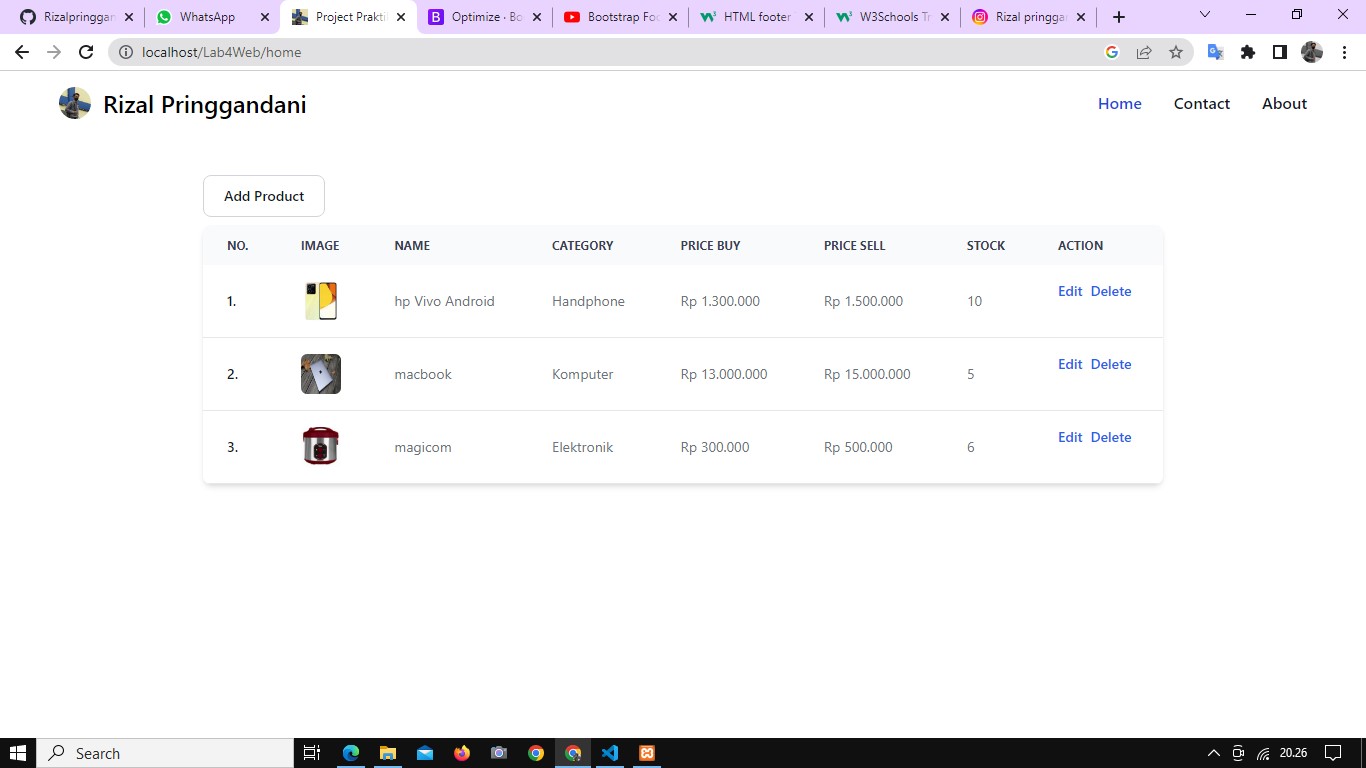 Rizalpringgan
WhatsApp
Project Prakti
Optimize · Bo
Bootstrap Foo
HTML footer
W3Schools Tr
Rizal pringgan
localhost/Lab4Web/home
Rizal Pringgandani
Home Contact About
Add Product
NO. IMAGE NAME CATEGORY PRICE BUY PRICE SELL STOCK ACTION
1. hp Vivo Android Handphone Rp 1.300.000 Rp 1.500.000 10 Edit Delete
2. macbook Komputer Rp 13.000.000 Rp 15.000.000 5 Edit Delete
3. magicom Elektronik Rp 300.000 Rp 500.000 6 Edit Delete
Search
20.26